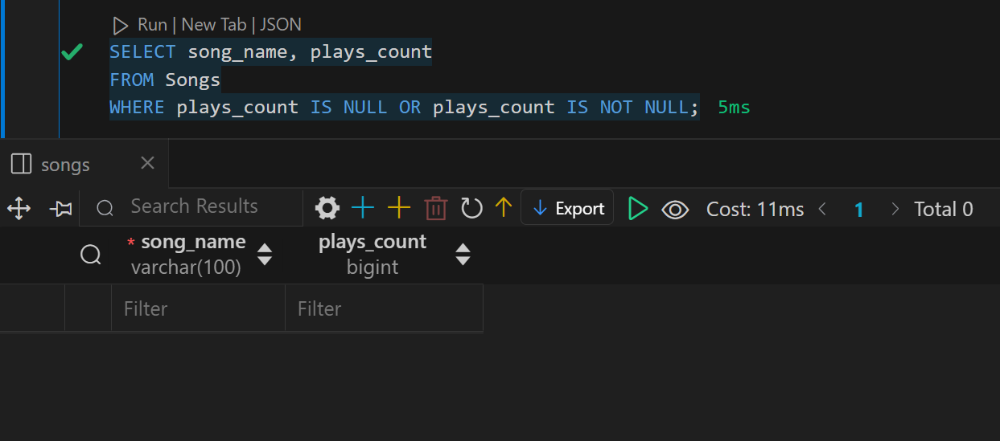 Run | New Tab | JSON
SELECT song_name, plays_count
FROM Songs
WHERE plays_count IS NULL OR plays_count IS NOT NULL; 5ms
songs
Search Results Export Cost: 11ms 1 Total 0
* song_name plays_count
varchar(100) bigint
Filter Filter